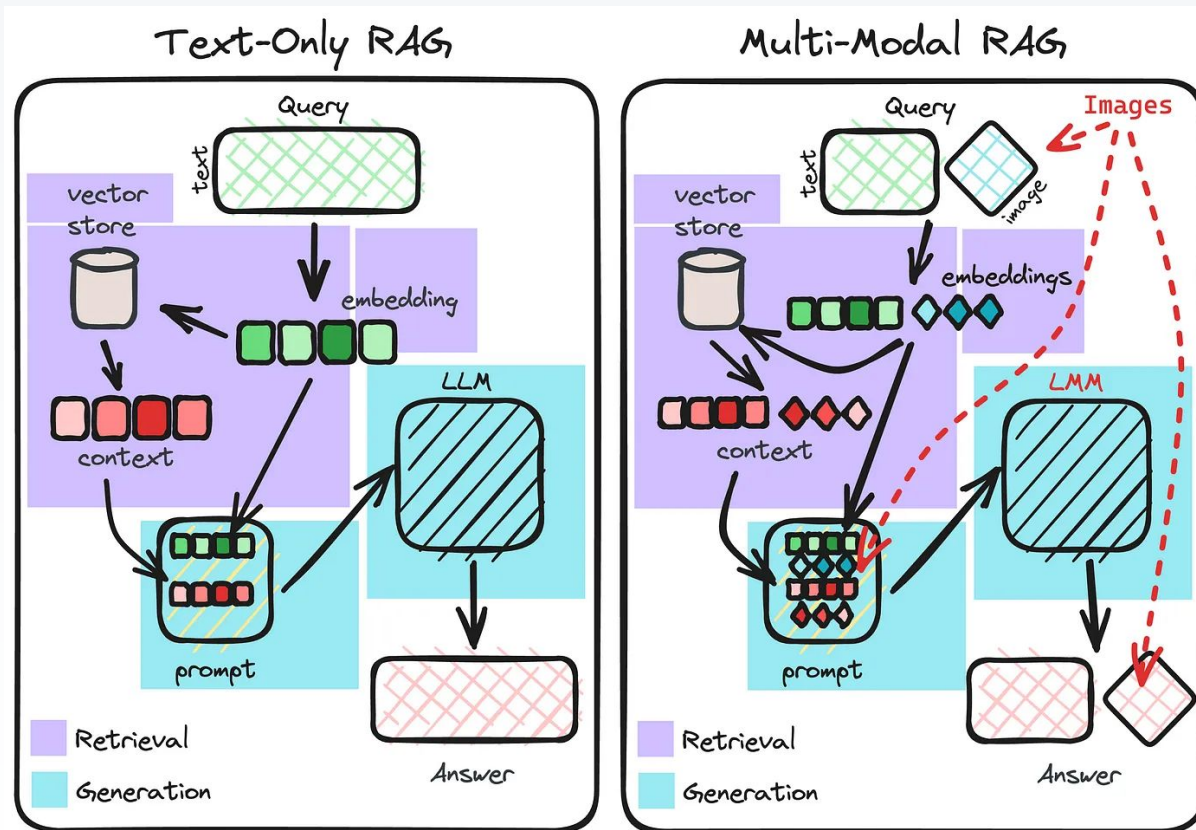 Text-Only RAG
Query
text
vector
store
embedding
LLM
context
prompt
Answer
Retrieval
Generation
Multi-Modal RAG
Query
Images
text
image
vector
store
embeddings
LMM
context
prompt
Answer
Retrieval
Generation